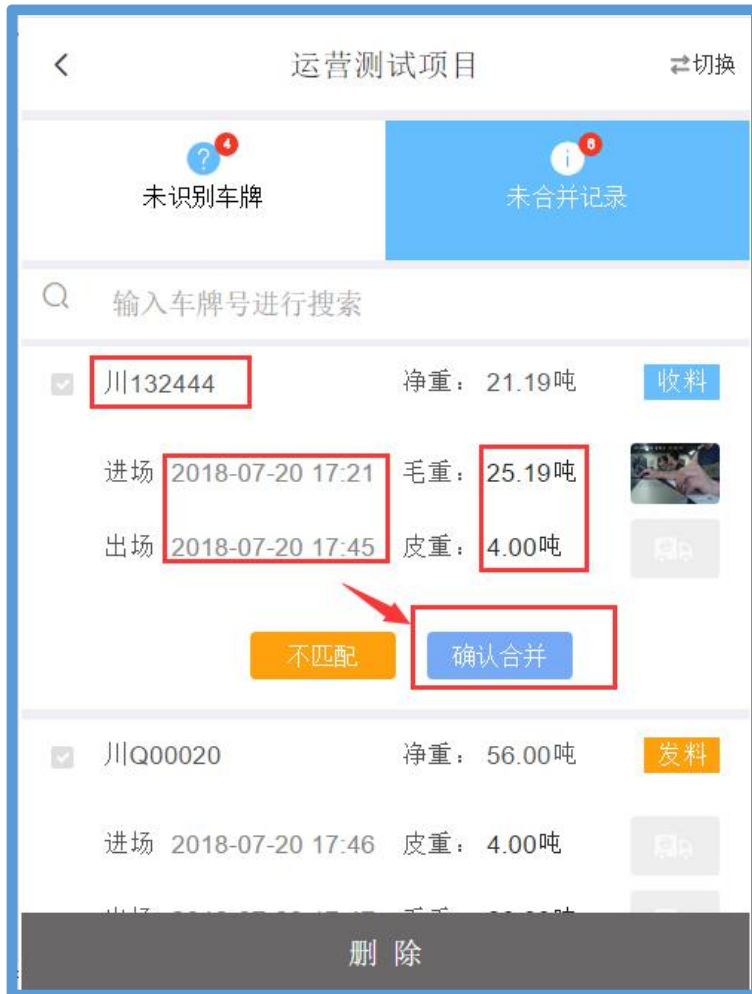 运营测试项目
切换
4
6
未识别车牌
未合并记录
输入车牌号进行搜索
川132444 净重： 21.19吨 收料
进场 2018-07-20 17:21 毛重： 25.19吨
出场 2018-07-20 17:45 皮重： 4.00吨
不匹配 确认合并
川Q00020 净重： 56.00吨 发料
进场 2018-07-20 17:46 皮重： 4.00吨
删 除